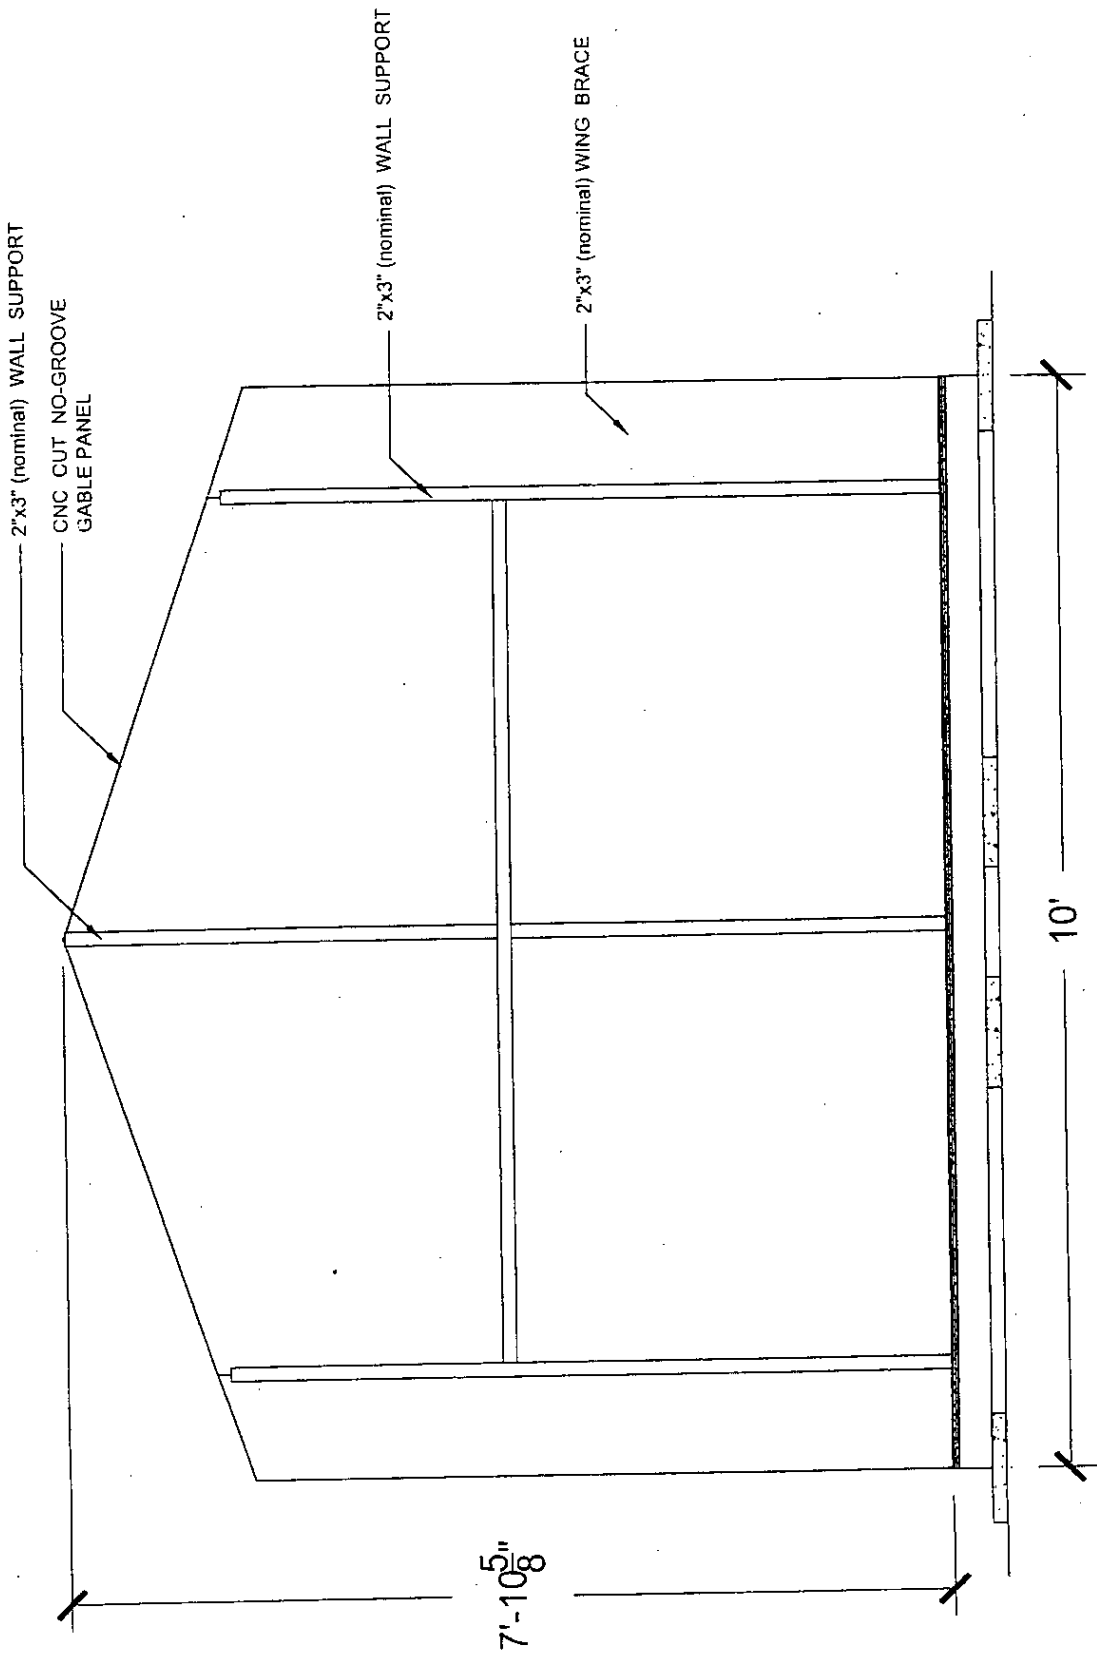 2"x3" (nominal) WALL SUPPORT
CNC CUT NO-GROOVE
GABLE PANEL
2"x3" (nominal) WALL SUPPORT
2"x3" (nominal) WING BRACE
7'-10 5/8"
10'